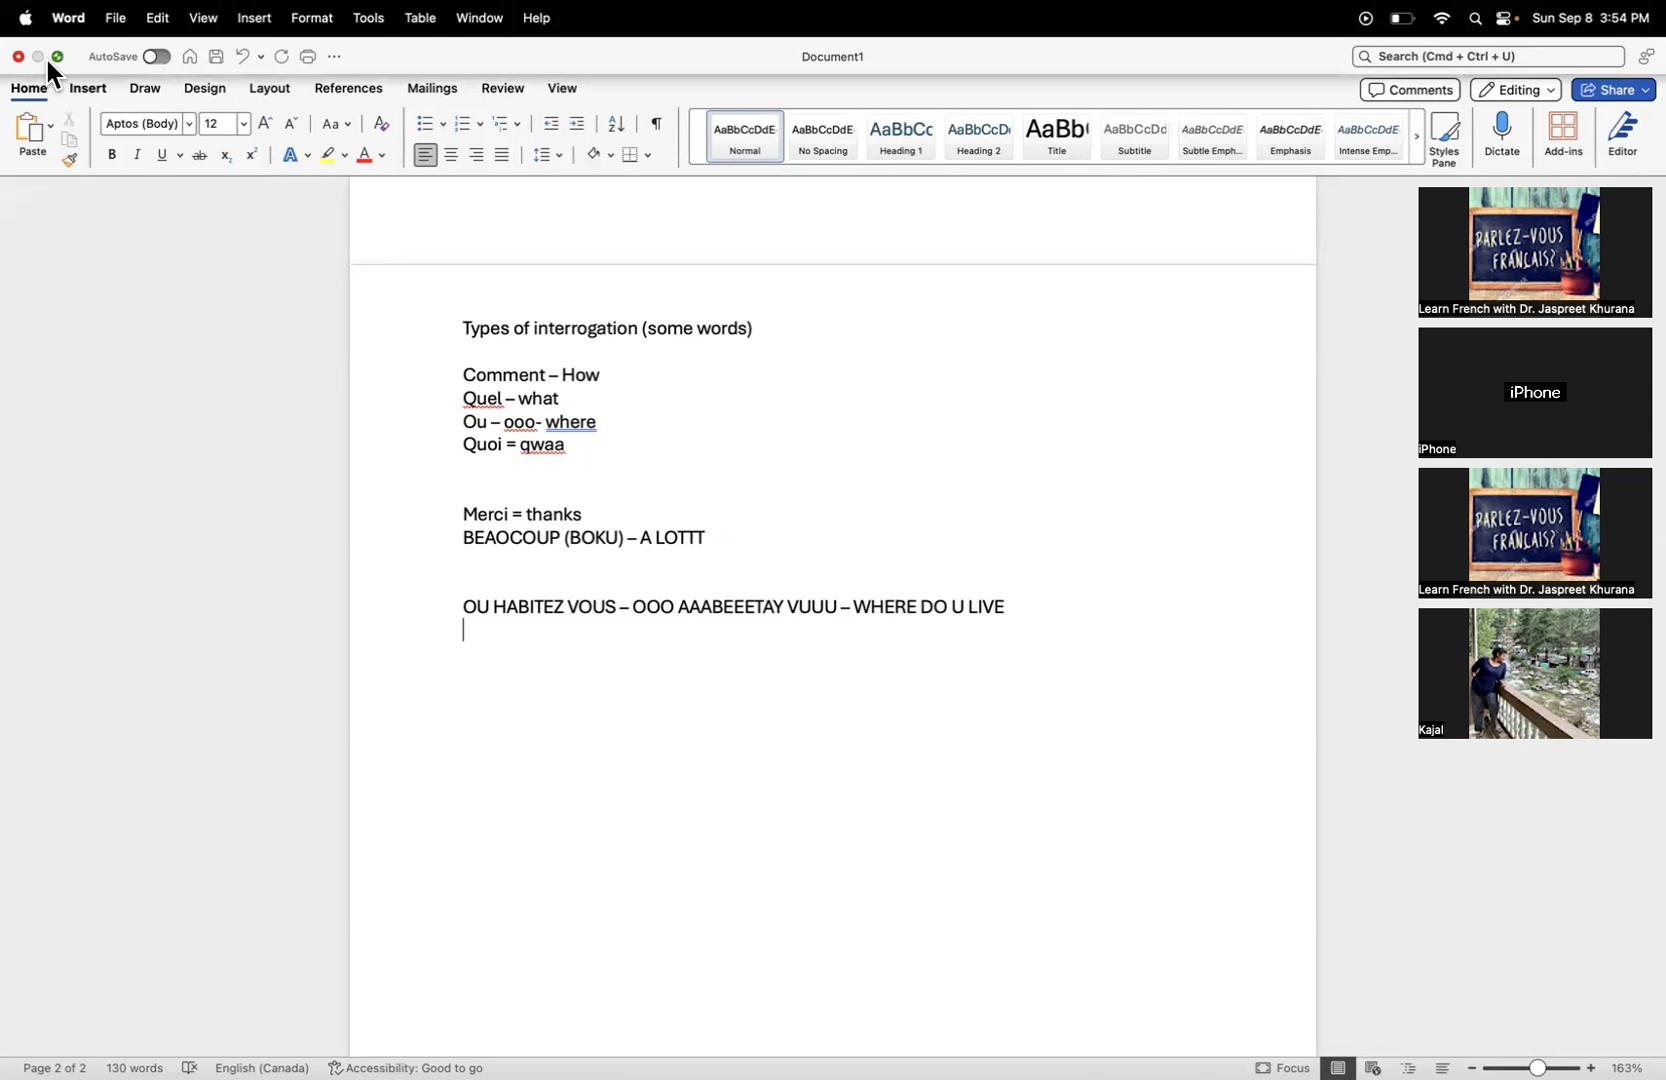 Word File Edit View Insert Format Tools Table Window Help Sun Sep 8 3:54 PM
AutoSave Document1 Search (Cmd + Ctrl + U)
Home Insert Draw Design Layout References Mailings Review View Comments Editing Share
Paste Aptos (Body) 12 Aa
AaBbCcDdE AaBbCcDdE AaBbCc AaBbCcDc AaBb( AaBbCcDd AaBbCcDdE AaBbCcDdE AaBbCcDdE
Normal No Spacing Heading 1 Heading 2 Title Subtitle Subtle Emph... Emphasis Intense Emp...
Styles Pane Dictate Add-ins Editor
Types of interrogation (some words)
Comment – How
Quel – what
Ou – ooo- where
Quoi = qwaa
Merci = thanks
BEAOCOUP (BOKU) – A LOTTT
OU HABITEZ VOUS – OOO AAABEEETAY VUUU – WHERE DO U LIVE
PARLEZ-VOUS
FRANÇAIS?
Learn French with Dr. Jaspreet Khurana
iPhone
iPhone
PARLEZ-VOUS
FRANÇAIS?
Learn French with Dr. Jaspreet Khurana
Kajal
Page 2 of 2 130 words English (Canada) Accessibility: Good to go Focus 163%